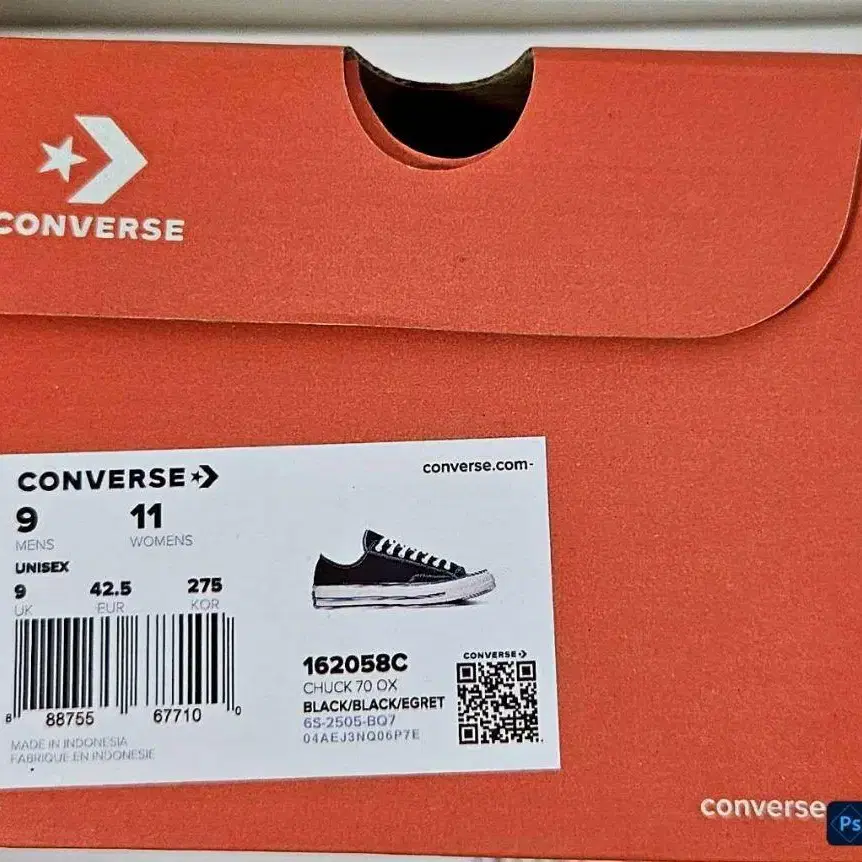 CONVERSE
CONVERSE
converse.com
9 11
MENS WOMENS
UNISEX
9 42.5 275
UK EUR KOR
8 88755 67710 0
MADE IN INDONESIA
FABRIQUE EN INDONESIE
162058C
CHUCK 70 OX
BLACK/BLACK/EGRET
6S-2505-BQ7
04AEJ3NQ06P7E
CONVERSE
converse
Ps